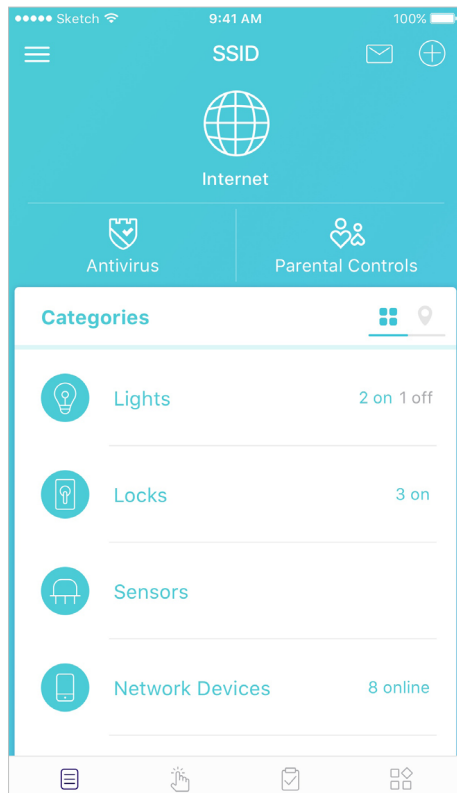 Sketch 9:41 AM 100%
SSID
Internet
Antivirus Parental Controls
Categories
Lights 2 on 1 off
Locks 3 on
Sensors
Network Devices 8 online